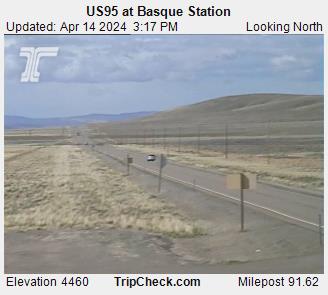 US95 at Basque Station
Updated: Apr 14 2024  3:17 PM    Looking North
Elevation 4460    TripCheck.com    Milepost 91.62